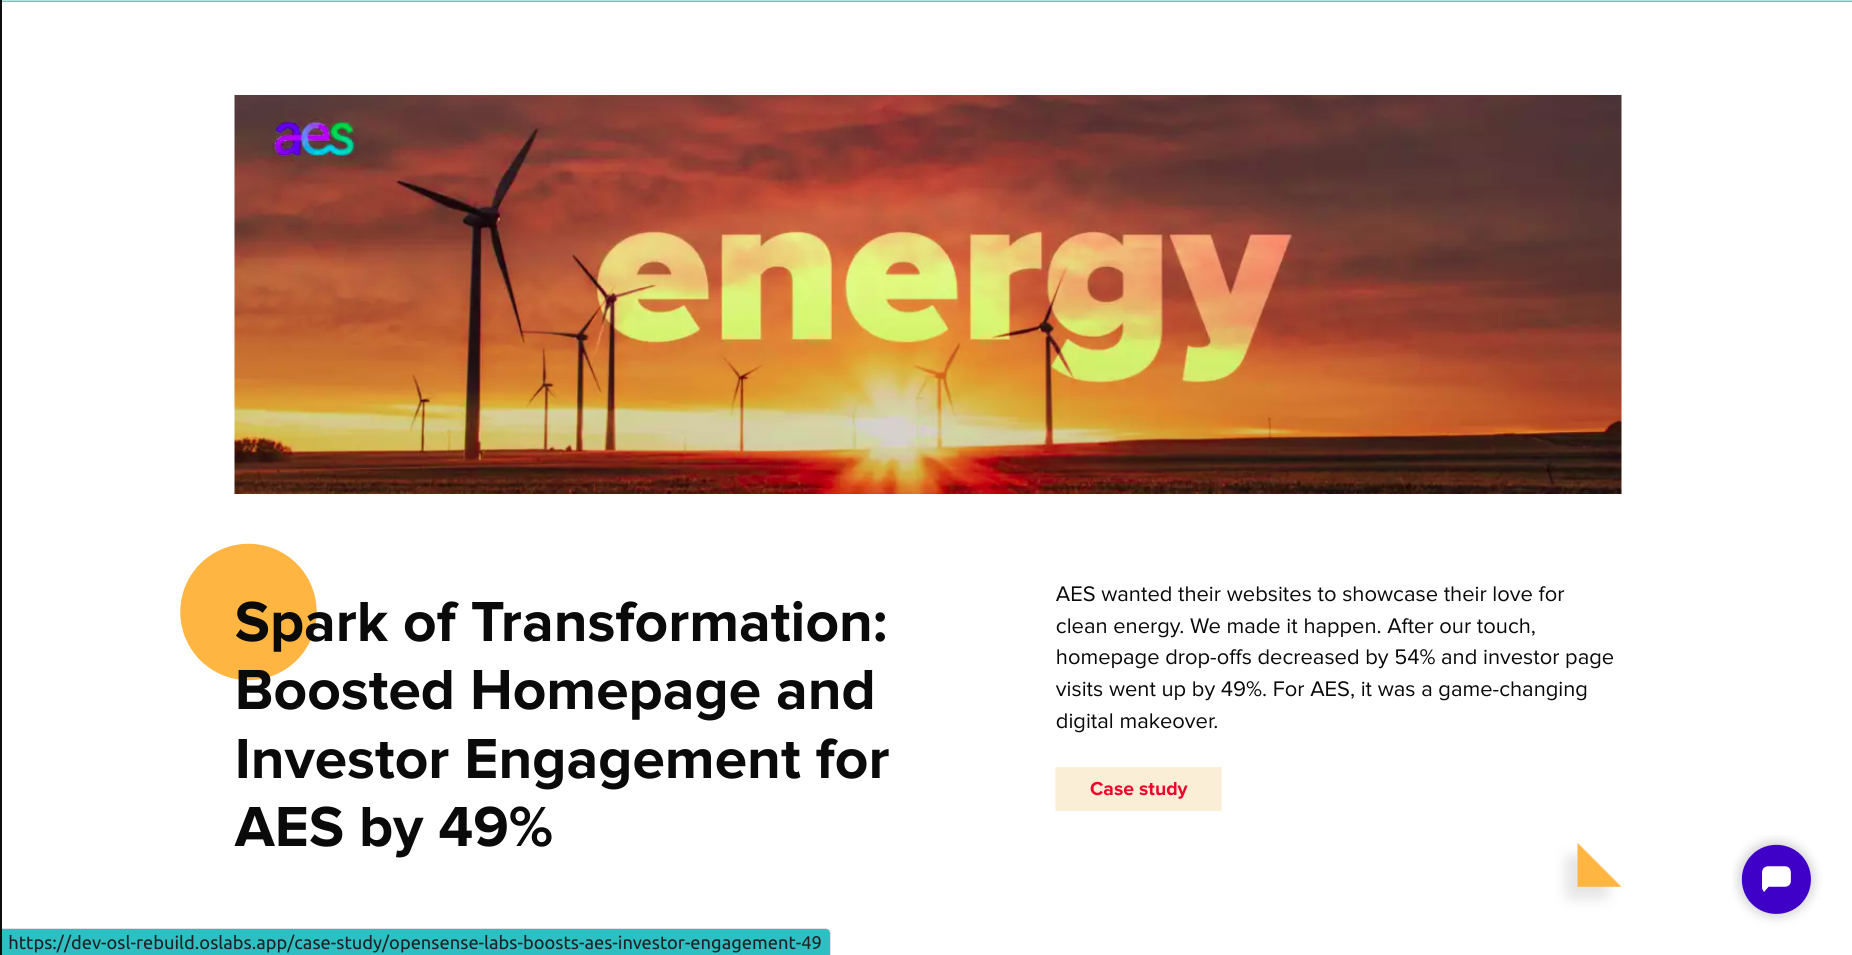 aes
energy
Spark of Transformation:
Boosted Homepage and
Investor Engagement for
AES by 49%
AES wanted their websites to showcase their love for
clean energy. We made it happen. After our touch,
homepage drop-offs decreased by 54% and investor page
visits went up by 49%. For AES, it was a game-changing
digital makeover.
Case study
https://dev-osl-rebuild.oslabs.app/case-study/opensense-labs-boosts-aes-investor-engagement-49